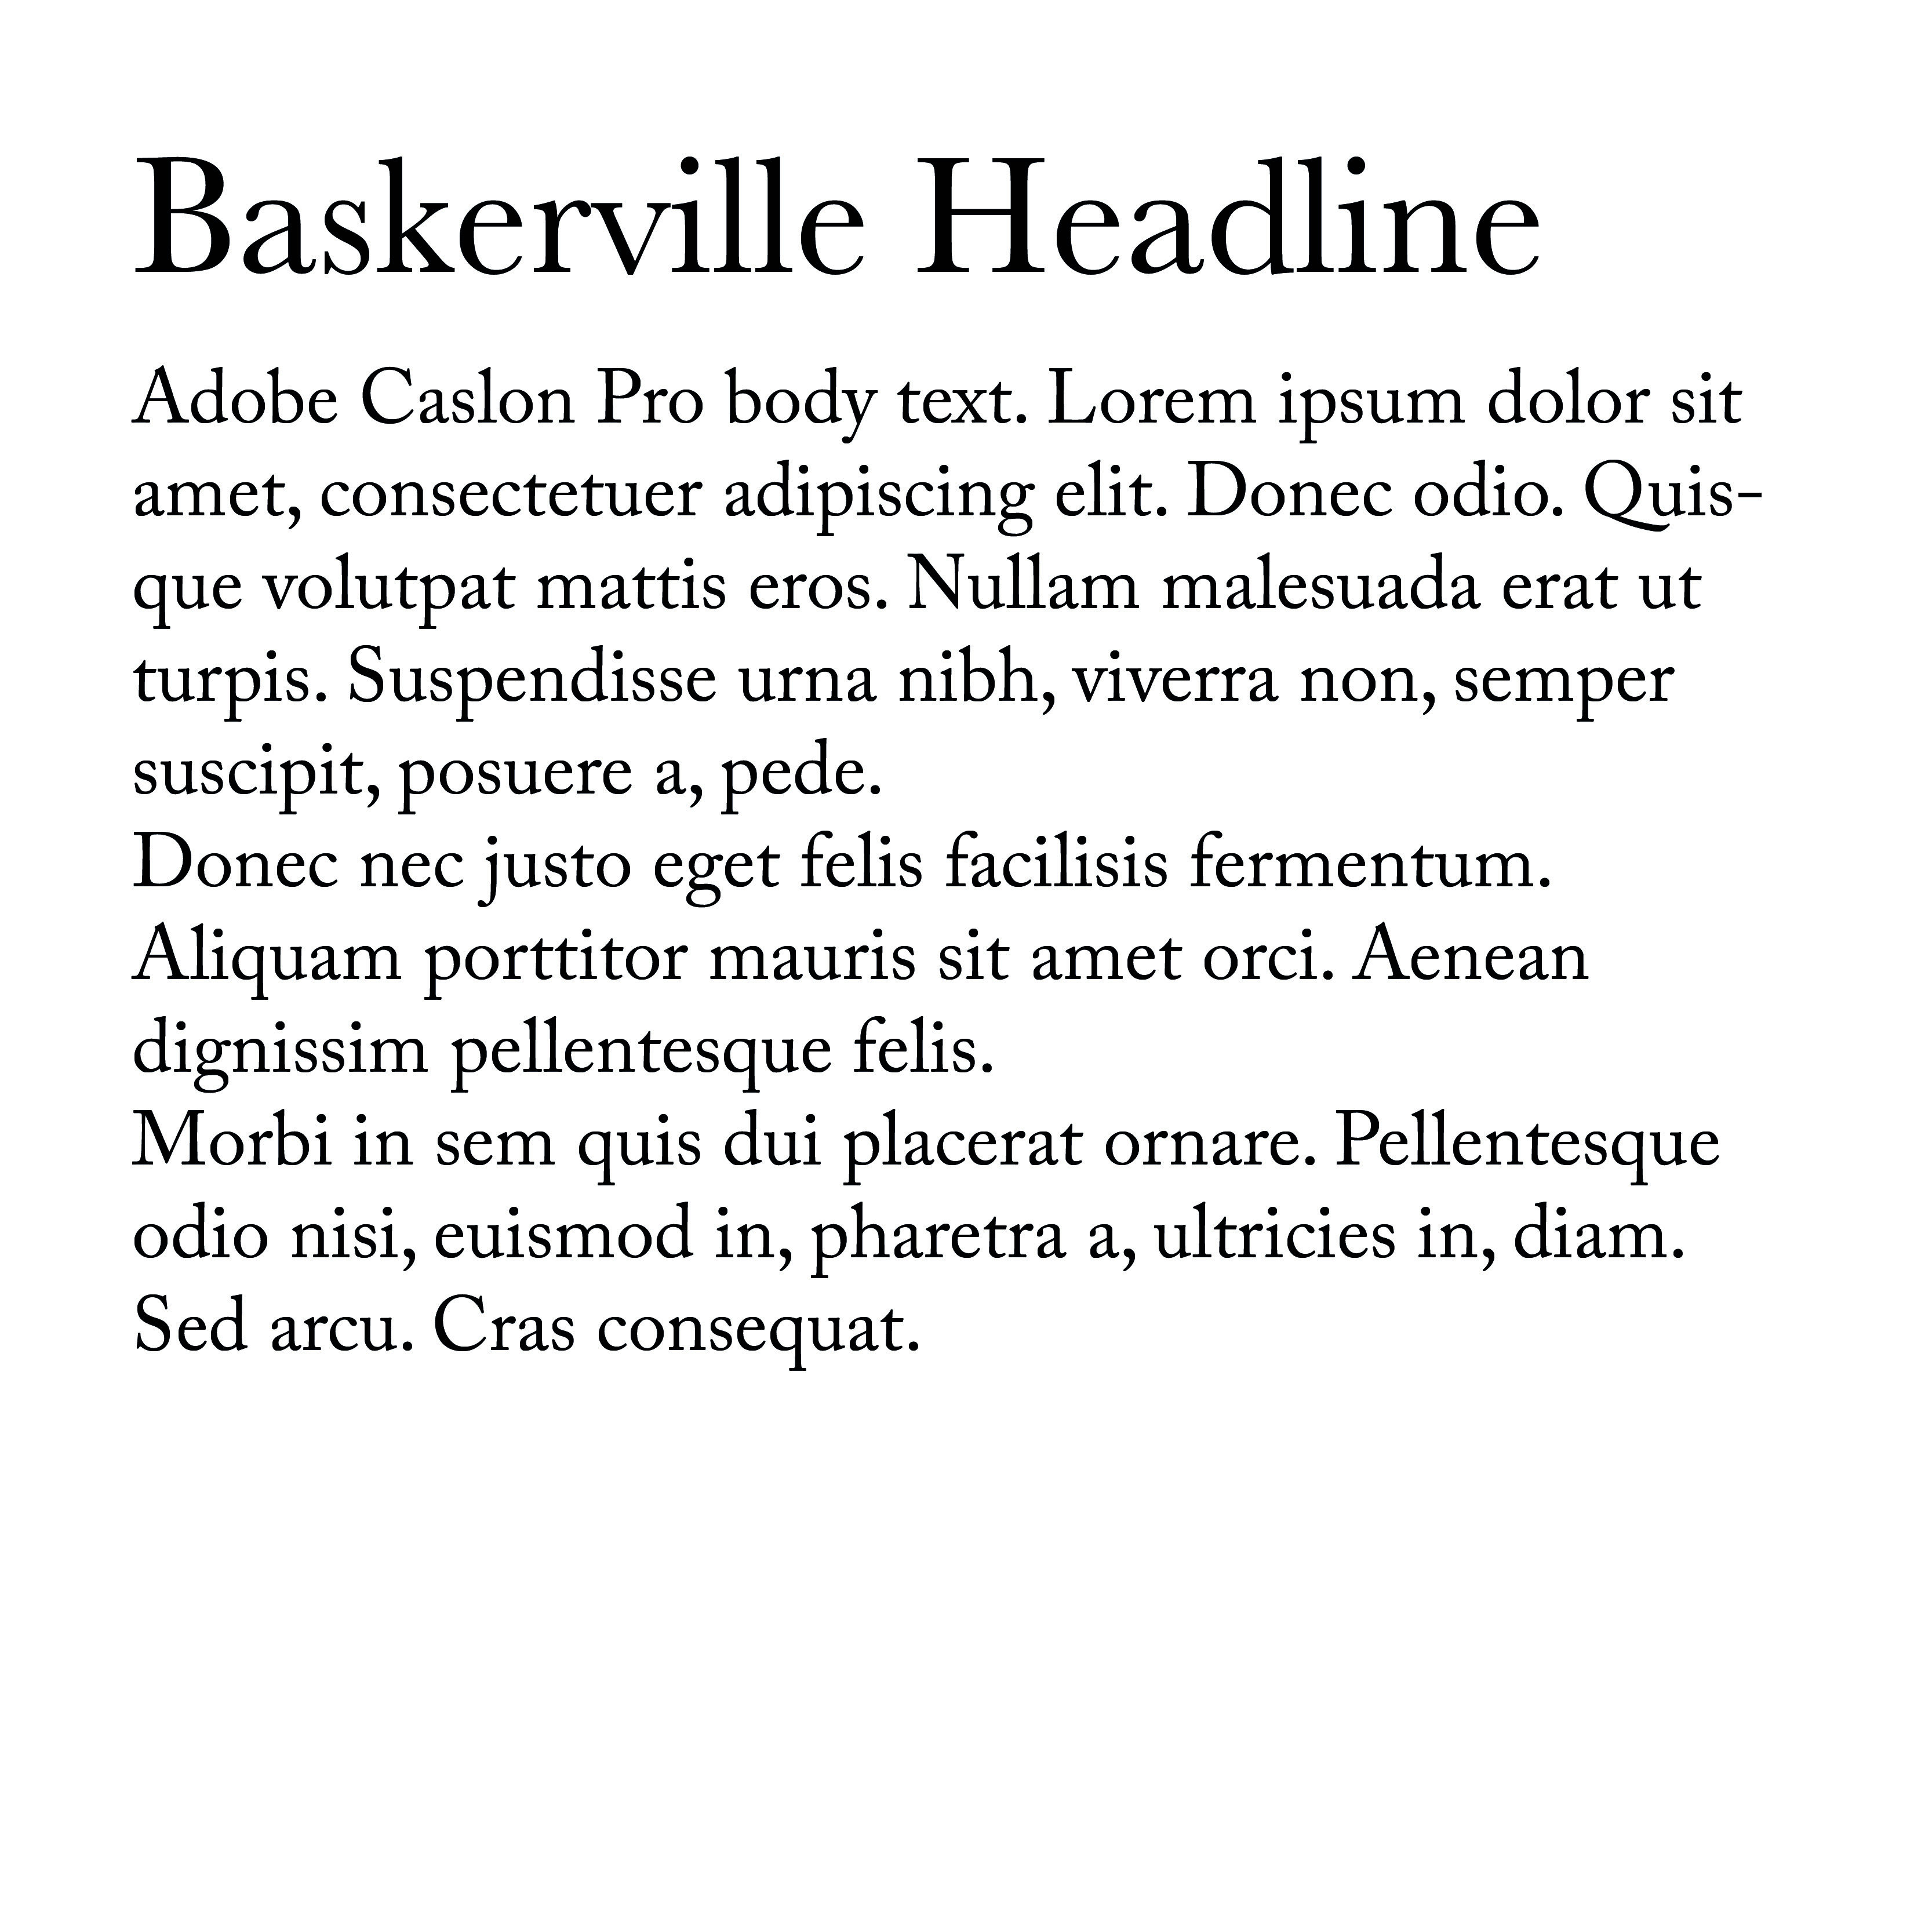 Baskerville Headline
Adobe Caslon Pro body text. Lorem ipsum dolor sit
amet, consectetuer adipiscing elit. Donec odio. Quis-
que volutpat mattis eros. Nullam malesuada erat ut
turpis. Suspendisse urna nibh, viverra non, semper
suscipit, posuere a, pede.
Donec nec justo eget felis facilisis fermentum.
Aliquam porttitor mauris sit amet orci. Aenean
dignissim pellentesque felis.
Morbi in sem quis dui placerat ornare. Pellentesque
odio nisi, euismod in, pharetra a, ultricies in, diam.
Sed arcu. Cras consequat.